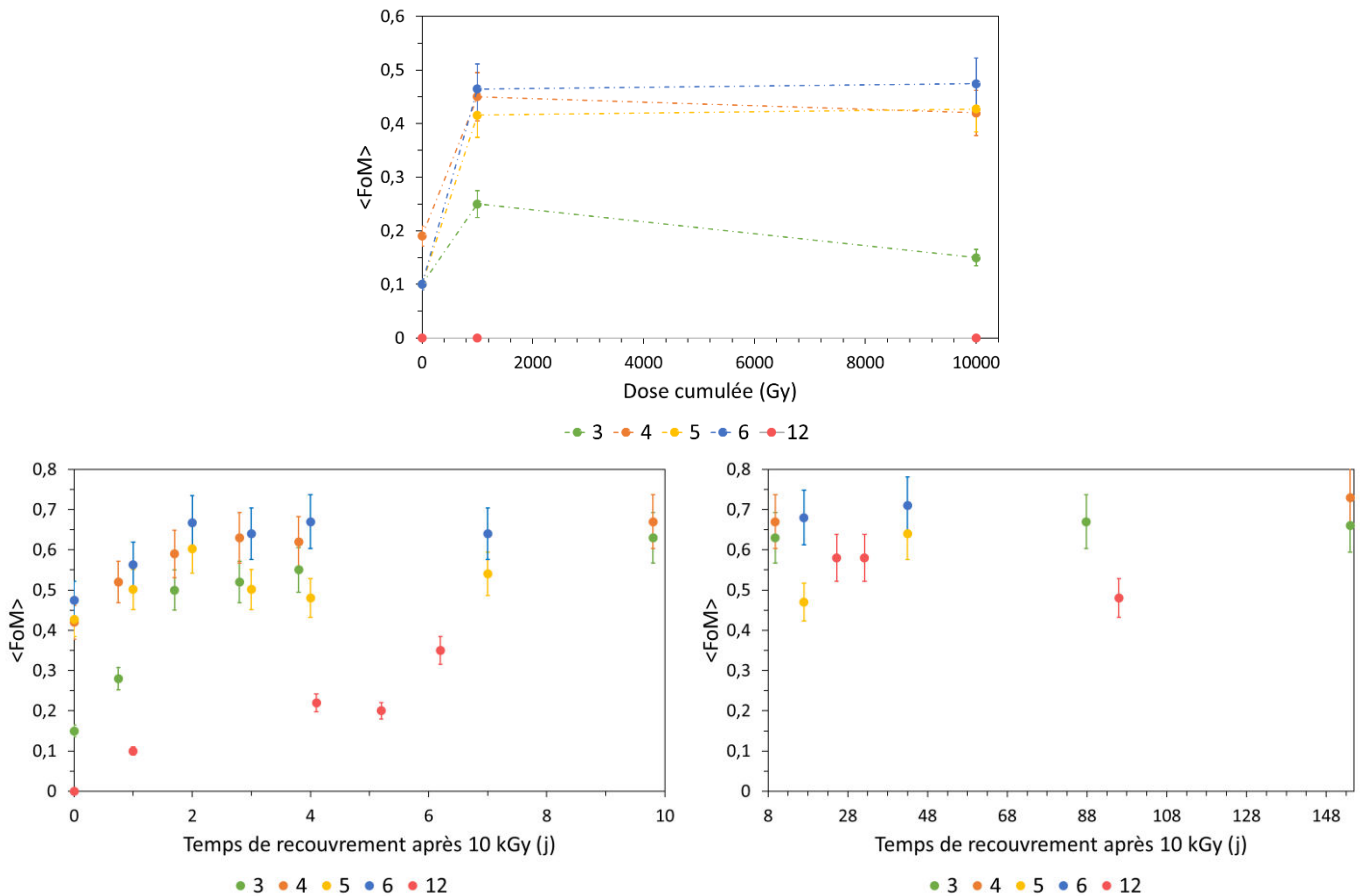 0,6
0,5
0,4
0,3
0,2
0,1
0
<FoM>
0 2000 4000 6000 8000 10000
Dose cumulée (Gy)
3 4 5 6 12
0,8
0,7
0,6
0,5
0,4
0,3
0,2
0,1
0
<FoM>
0 2 4 6 8 10
Temps de recouvrement après 10 kGy (j)
3 4 5 6 12
0,8
0,7
0,6
0,5
0,4
0,3
0,2
0,1
0
<FoM>
8 28 48 68 88 108 128 148
Temps de recouvrement après 10 kGy (j)
3 4 5 6 12